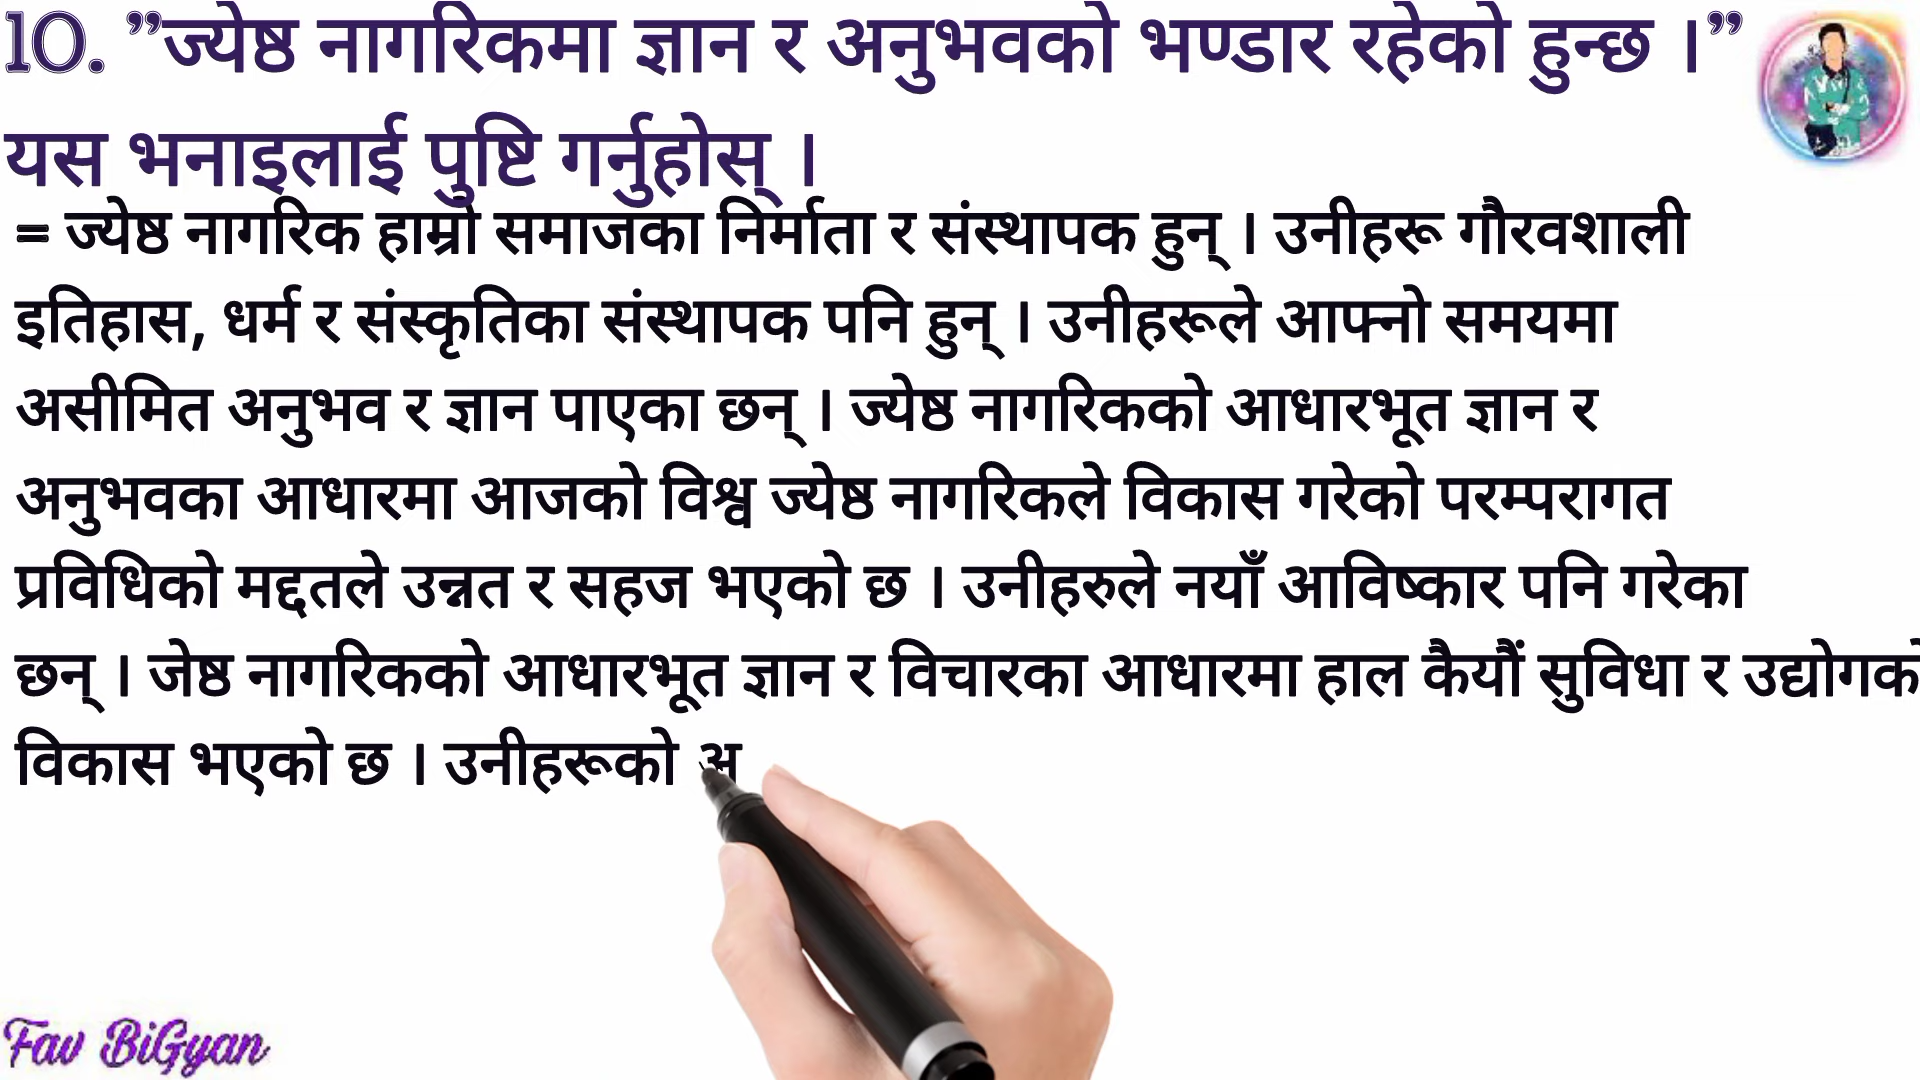 10. ”ज्येष्ठ नागरिकमा ज्ञान र अनुभवको भण्डार रहेको हुन्छ ।”
यस भनाइलाई पुष्टि गर्नुहोस् ।
= ज्येष्ठ नागरिक हाम्रो समाजका निर्माता र संस्थापक हुन् । उनीहरू गौरवशाली
इतिहास, धर्म र संस्कृतिका संस्थापक पनि हुन् । उनीहरूले आफ्नो समयमा
असीमित अनुभव र ज्ञान पाएका छन् । ज्येष्ठ नागरिकको आधारभूत ज्ञान र
अनुभवका आधारमा आजको विश्व ज्येष्ठ नागरिकले विकास गरेको परम्परागत
प्रविधिको मद्दतले उन्नत र सहज भएको छ । उनीहरुले नयाँ आविष्कार पनि गरेका
छन् । जेष्ठ नागरिकको आधारभूत ज्ञान र विचारका आधारमा हाल कैयौं सुविधा र उद्योगको
विकास भएको छ । उनीहरूको अ
Fav BiGyan